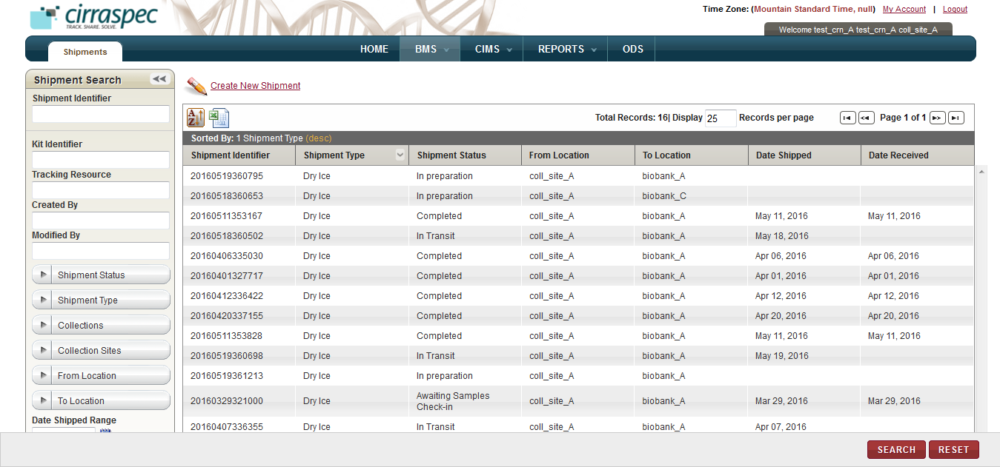 cirraspec
TRACK. SHARE. SOLVE.
Time Zone: (Mountain Standard Time, null) My Account | Logout
Welcome test_crn_A test_crn_A coll_site_A
Shipments
HOME BMS CIMS REPORTS ODS
Shipment Search
Shipment Identifier
Kit Identifier
Tracking Resource
Created By
Modified By
Shipment Status
Shipment Type
Collections
Collection Sites
From Location
To Location
Date Shipped Range
Create New Shipment
A Z
Total Records: 16| Display 25 Records per page Page 1 of 1
Sorted By: 1 Shipment Type (desc)
Shipment Identifier Shipment Type Shipment Status From Location To Location Date Shipped Date Received
20160519360795 Dry Ice In preparation coll_site_A biobank_A
20160518360653 Dry Ice In preparation coll_site_A biobank_C
20160511353167 Dry Ice Completed coll_site_A biobank_A May 11, 2016 May 11, 2016
20160518360502 Dry Ice In Transit coll_site_A biobank_A May 18, 2016
20160406335030 Dry Ice Completed coll_site_A biobank_A Apr 06, 2016 Apr 06, 2016
20160401327717 Dry Ice Completed coll_site_A biobank_A Apr 01, 2016 Apr 01, 2016
20160412336422 Dry Ice Completed coll_site_A biobank_A Apr 12, 2016 Apr 12, 2016
20160420337155 Dry Ice Completed coll_site_A biobank_A Apr 20, 2016 Apr 20, 2016
20160511353828 Dry Ice Completed coll_site_A biobank_A May 11, 2016 May 11, 2016
20160519360698 Dry Ice In Transit coll_site_A biobank_A May 19, 2016
20160519361213 Dry Ice In preparation coll_site_A biobank_A
20160329321000 Dry Ice Awaiting Samples Check-in coll_site_A biobank_A Mar 29, 2016 Mar 29, 2016
20160407336355 Dry Ice In Transit coll_site_A biobank_A Apr 07, 2016
SEARCH RESET